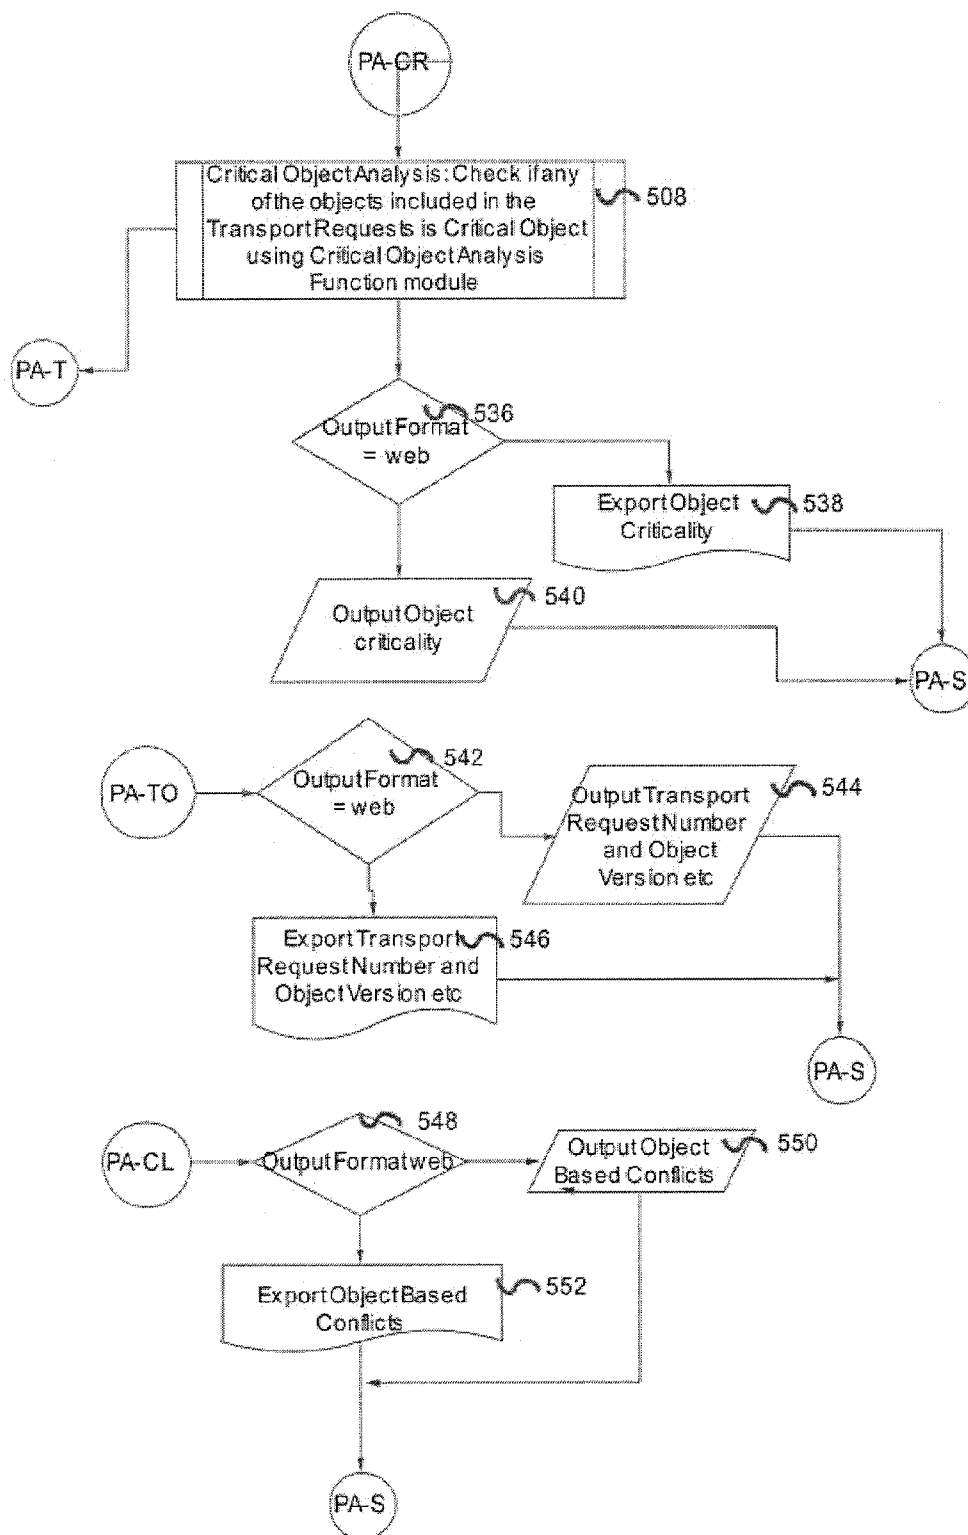 PA-CR
Critical Object Analysis: Check if any
of the objects included in the
Transport Requests is Critical Object
using Critical Object Analysis
Function module
508
PA-T
536
Output Format
= web
Export Object
Criticality
538
Output Object
criticality
540
PA-S
PA-TO
542
Output Format
= web
Output Transport
Request Number
and Object
Version etc
544
Export Transport
Request Number and
Object Version etc
546
PA-S
PA-CL
548
Output Format web
Output Object
Based Conflicts
550
Export Object Based
Conflicts
552
PA-S